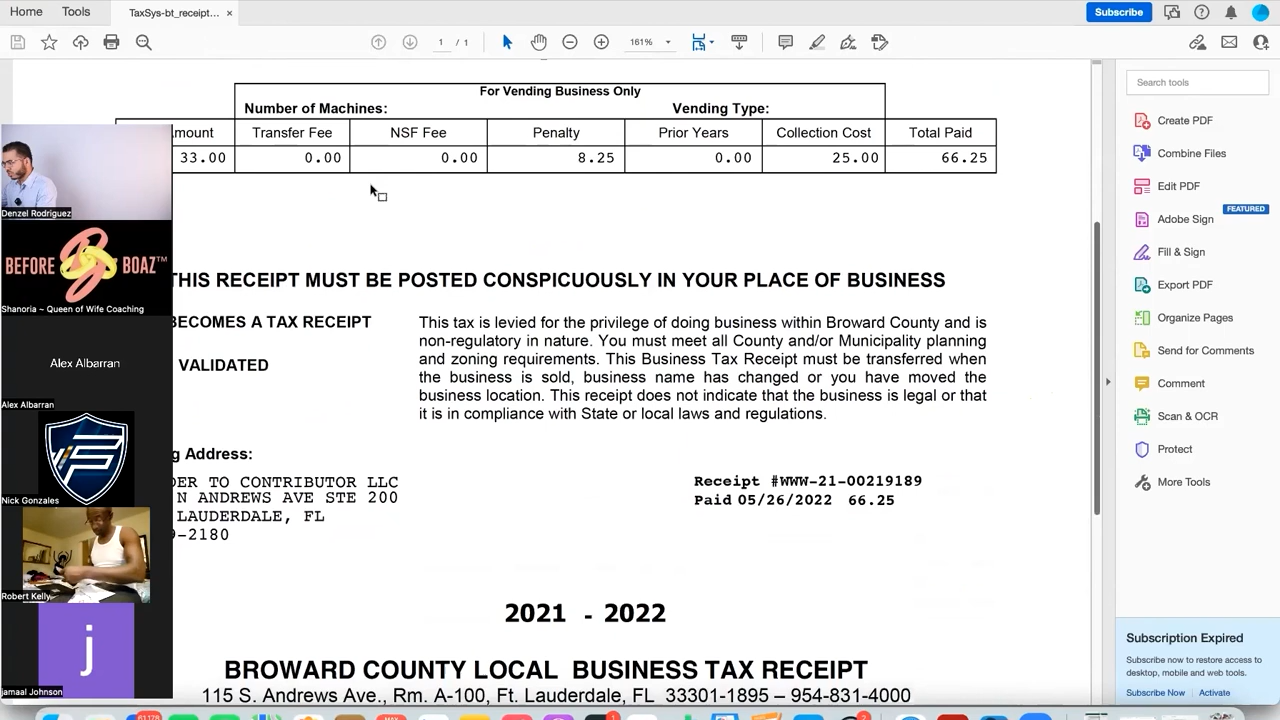 Home
Tools
TaxSys-bt_receipt...
×
Subscribe
1 / 1
161%
For Vending Business Only
Number of Machines:
Vending Type:
mount
Transfer Fee
NSF Fee
Penalty
Prior Years
Collection Cost
Total Paid
33.00
0.00
0.00
8.25
0.00
25.00
66.25
THIS RECEIPT MUST BE POSTED CONSPICUOUSLY IN YOUR PLACE OF BUSINESS
BECOMES A TAX RECEIPT
VALIDATED
This tax is levied for the privilege of doing business within Broward County and is
non-regulatory in nature. You must meet all County and/or Municipality planning
and zoning requirements. This Business Tax Receipt must be transferred when
the business is sold, business name has changed or you have moved the
business location. This receipt does not indicate that the business is legal or that
it is in compliance with State or local laws and regulations.
g Address:
DER TO CONTRIBUTOR LLC
N ANDREWS AVE STE 200
LAUDERDALE, FL
9-2180
Receipt #WWW-21-00219189
Paid 05/26/2022 66.25
2021 - 2022
BROWARD COUNTY LOCAL BUSINESS TAX RECEIPT
115 S. Andrews Ave., Rm. A-100, Ft. Lauderdale, FL 33301-1895 – 954-831-4000
Denzel Rodriguez
BEFORE BOAZ™
Shanoria ~ Queen of Wife Coaching
Alex Albarran
Alex Albarran
Nick Gonzales
Robert Kelly
j
jamaal Johnson
Search tools
Create PDF
Combine Files
Edit PDF
FEATURED
Adobe Sign
Fill & Sign
Export PDF
Organize Pages
Send for Comments
Comment
Scan & OCR
Protect
More Tools
Subscription Expired
Subscribe now to restore access to
desktop, mobile and web tools.
Subscribe Now
Activate